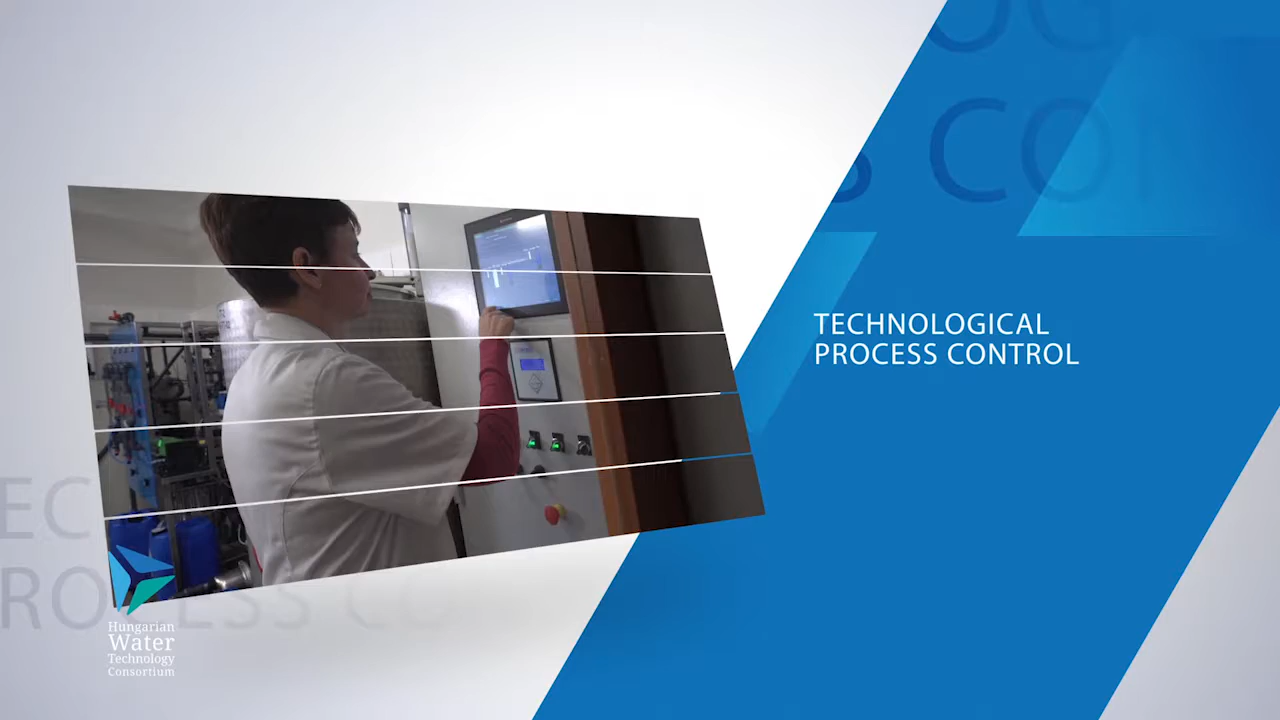 TECHNOLOGICAL
PROCESS CONTROL
Hungarian
Water
Technology
Consortium